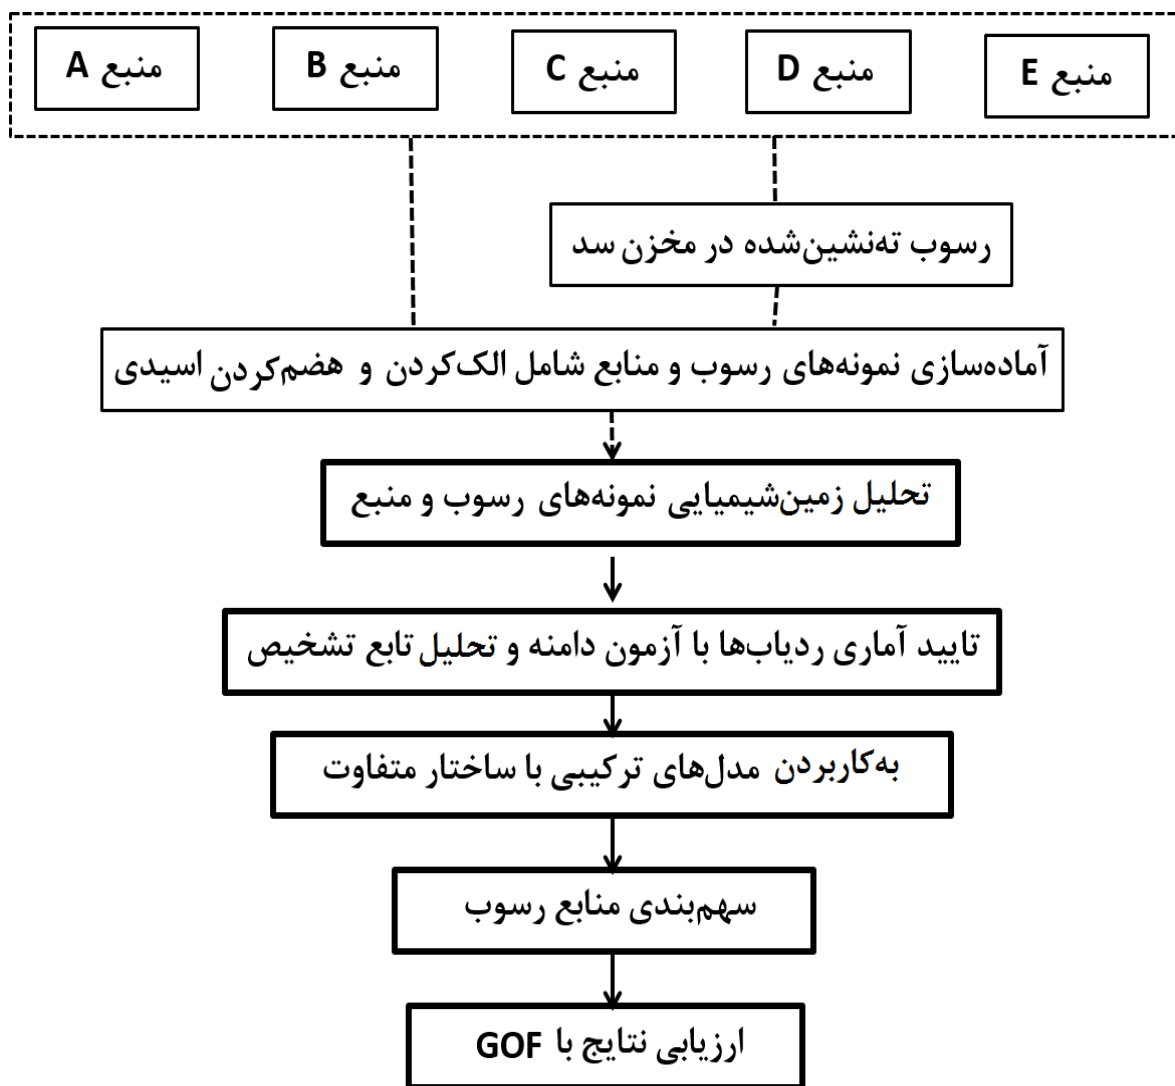 منبع A
منبع B
منبع C
منبع D
منبع E
رسوب ته‌نشین‌شده در مخزن سد
آماده‌سازی نمونه‌های رسوب و منابع شامل الک‌کردن و هضم‌کردن اسیدی
تحلیل زمین‌شیمیایی نمونه‌های رسوب و منبع
تایید آماری ردیاب‌ها با آزمون دامنه و تحلیل تابع تشخیص
به‌کاربردن مدل‌های ترکیبی با ساختار متفاوت
سهم‌بندی منابع رسوب
ارزیابی نتایج با GOF